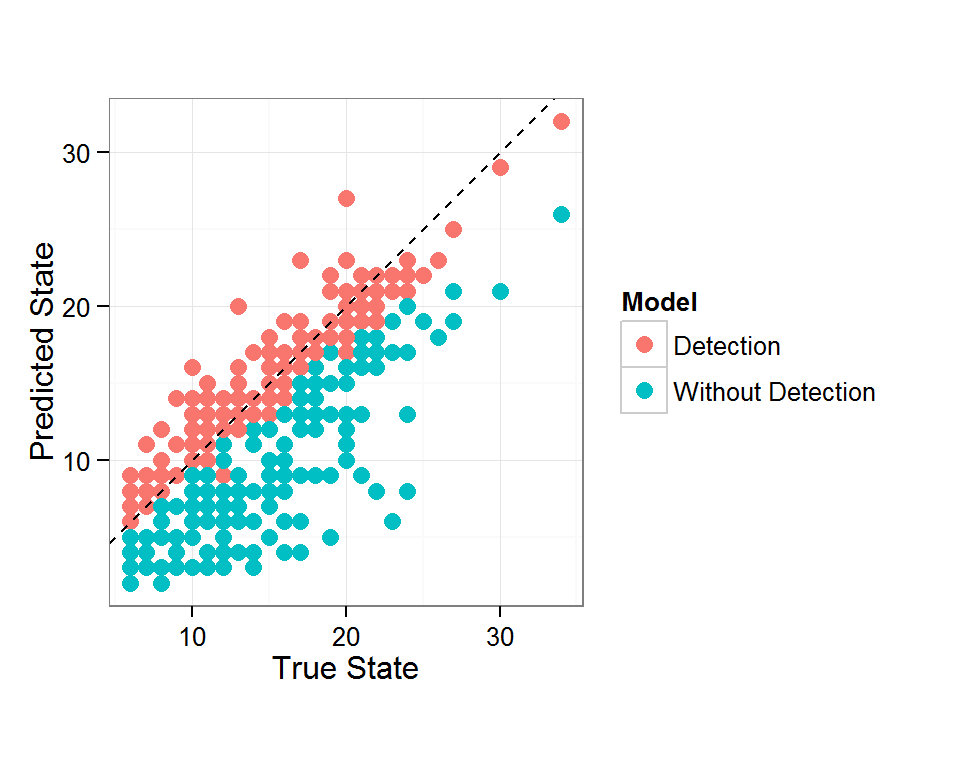 30
20
10
10
20
30
True State
Predicted State
Model
Detection
Without Detection